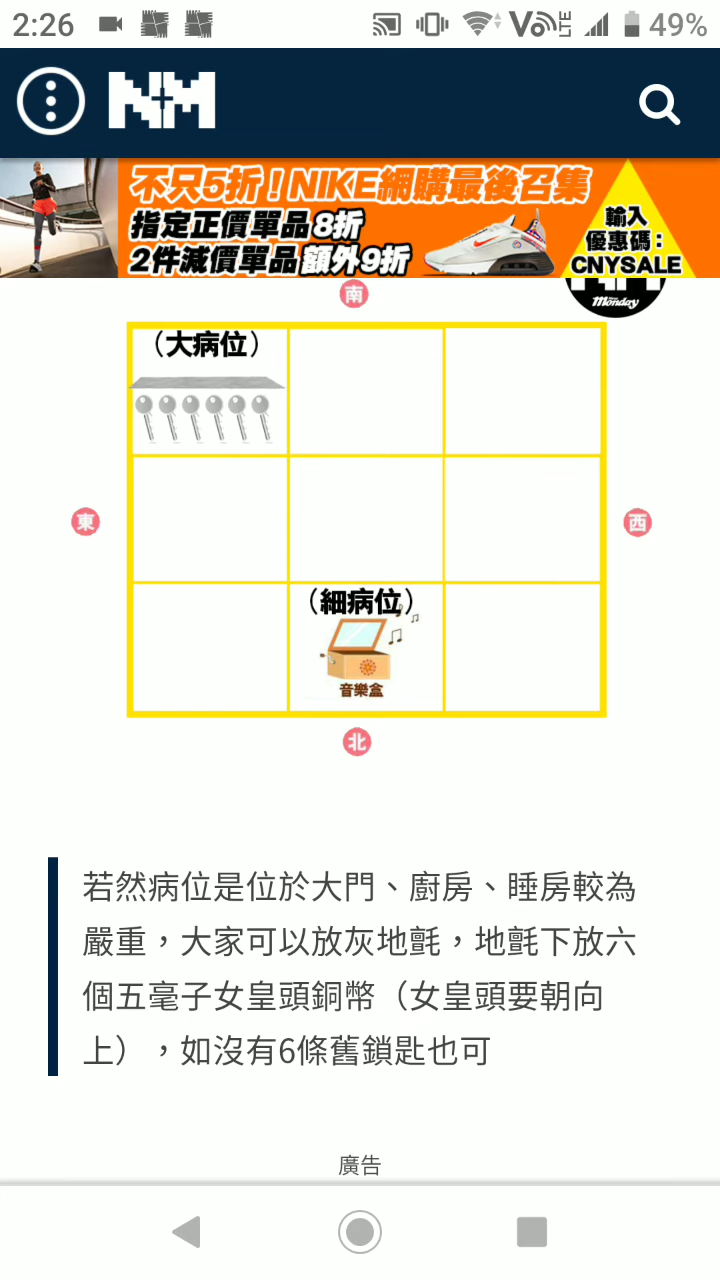 2:26
Vo LTE
49%
N+M
不只5折！NIKE網購最後召集
指定正價單品8折
2件減價單品額外9折
輸入
優惠碼：
CNYSALE
monday
南
（大病位）
東
西
（細病位）
音樂盒
北
若然病位是位於大門、廚房、睡房較為
嚴重，大家可以放灰地氈，地氈下放六
個五毫子女皇頭銅幣（女皇頭要朝向
上），如沒有6條舊鎖匙也可
廣告